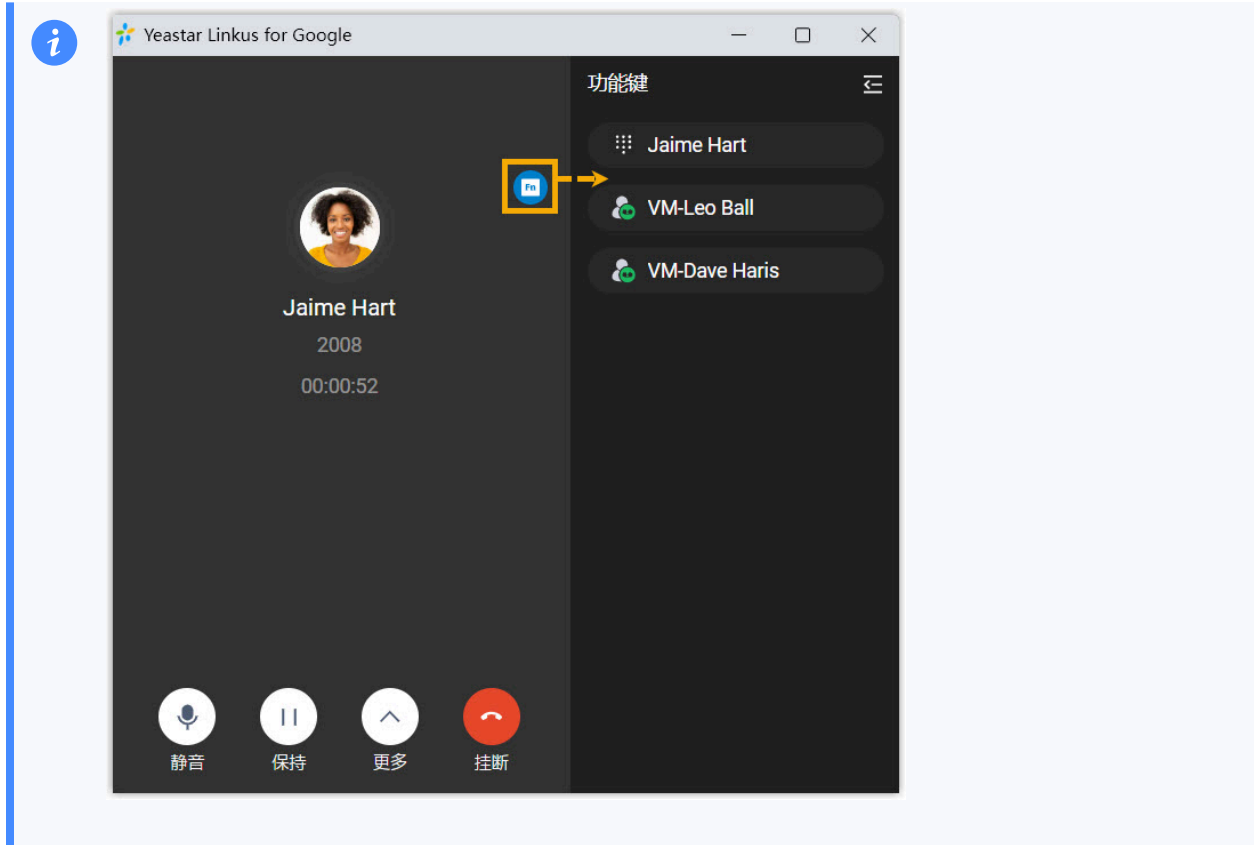 Yeastar Linkus for Google
功能键
Jaime Hart
Fn
VM-Leo Ball
VM-Dave Haris
Jaime Hart
2008
00:00:52
静音
保持
更多
挂断